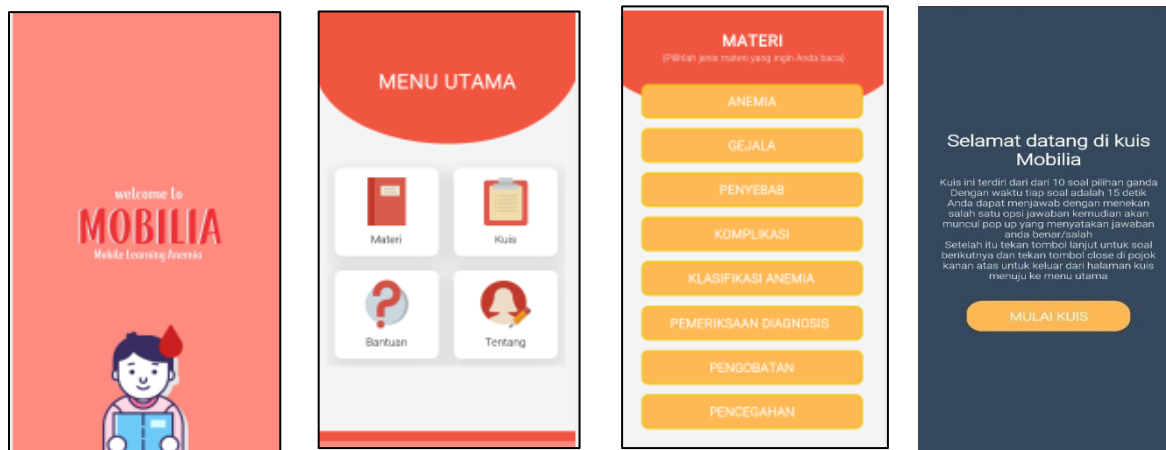 welcome to
MOBILIA
Mobile Learning Anemia
MENU UTAMA
Materi
Kuis
Bantuan
Tentang
MATERI
(Pilihlah jenis materi yang ingin Anda baca)
ANEMIA
GEJALA
PENYEBAB
KOMPLIKASI
KLASIFIKASI ANEMIA
PEMERIKSAAN DIAGNOSIS
PENGOBATAN
PENCEGAHAN
Selamat datang di kuis
Mobilia
Kuis ini terdiri dari dari 10 soal pilihan ganda
Dengan waktu tiap soal adalah 15 detik
Anda dapat menjawab dengan menekan
salah satu opsi jawaban kemudian akan
muncul pop up yang menyatakan jawaban
anda benar/salah
Setelah itu tekan tombol lanjut untuk soal
berikutnya dan tekan tombol close di pojok
kanan atas untuk keluar dari halaman kuis
menuju ke menu utama
MULAI KUIS